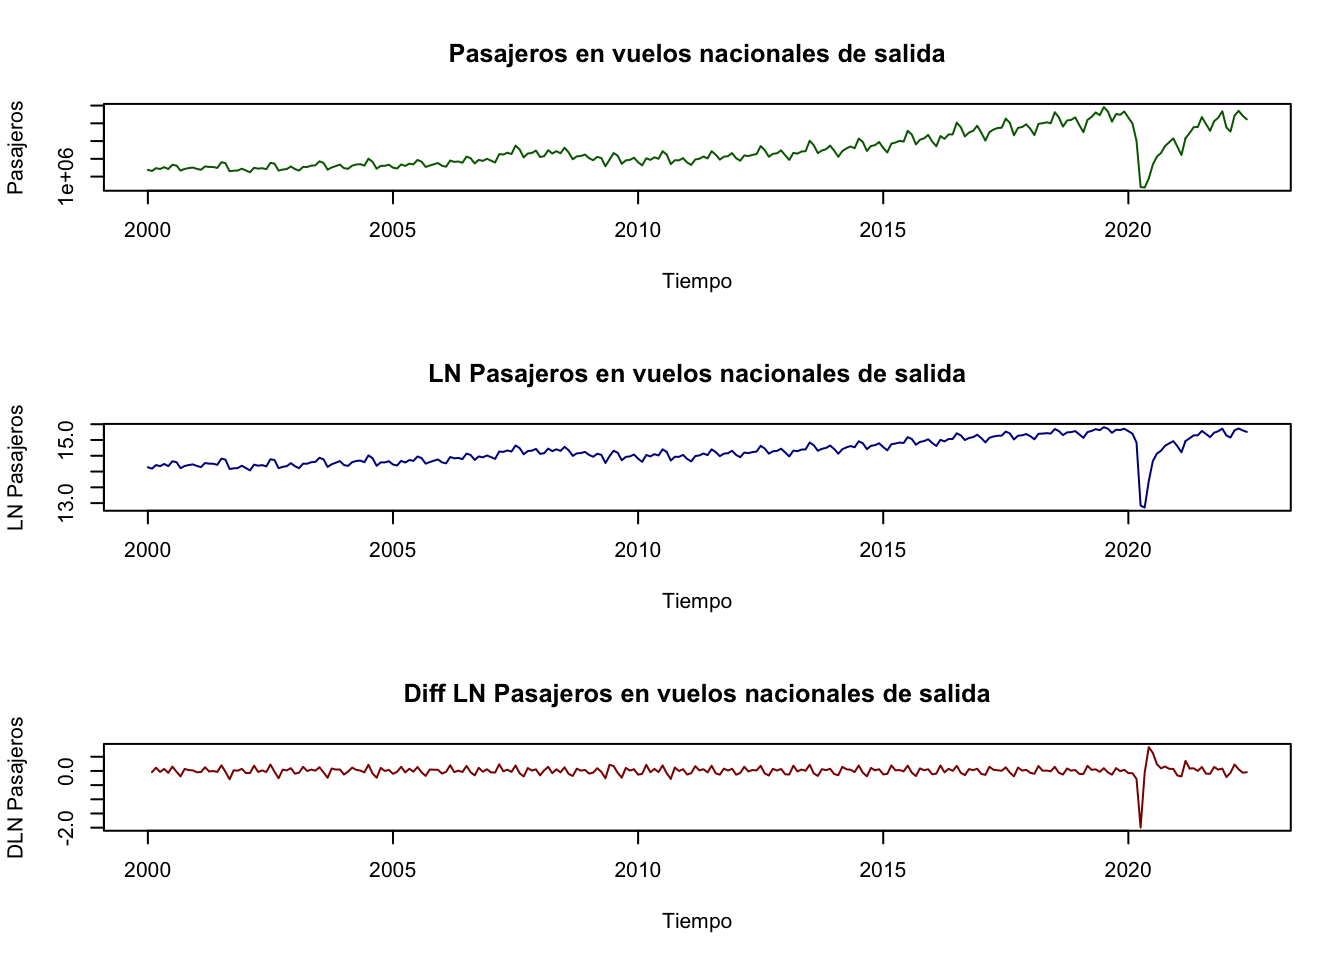 Pasajeros en vuelos nacionales de salida
Pasajeros
1e+06
2000 2005 2010 2015 2020
Tiempo
LN Pasajeros en vuelos nacionales de salida
LN Pasajeros
15.0
13.0
2000 2005 2010 2015 2020
Tiempo
Diff LN Pasajeros en vuelos nacionales de salida
DLN Pasajeros
0.0
-2.0
2000 2005 2010 2015 2020
Tiempo